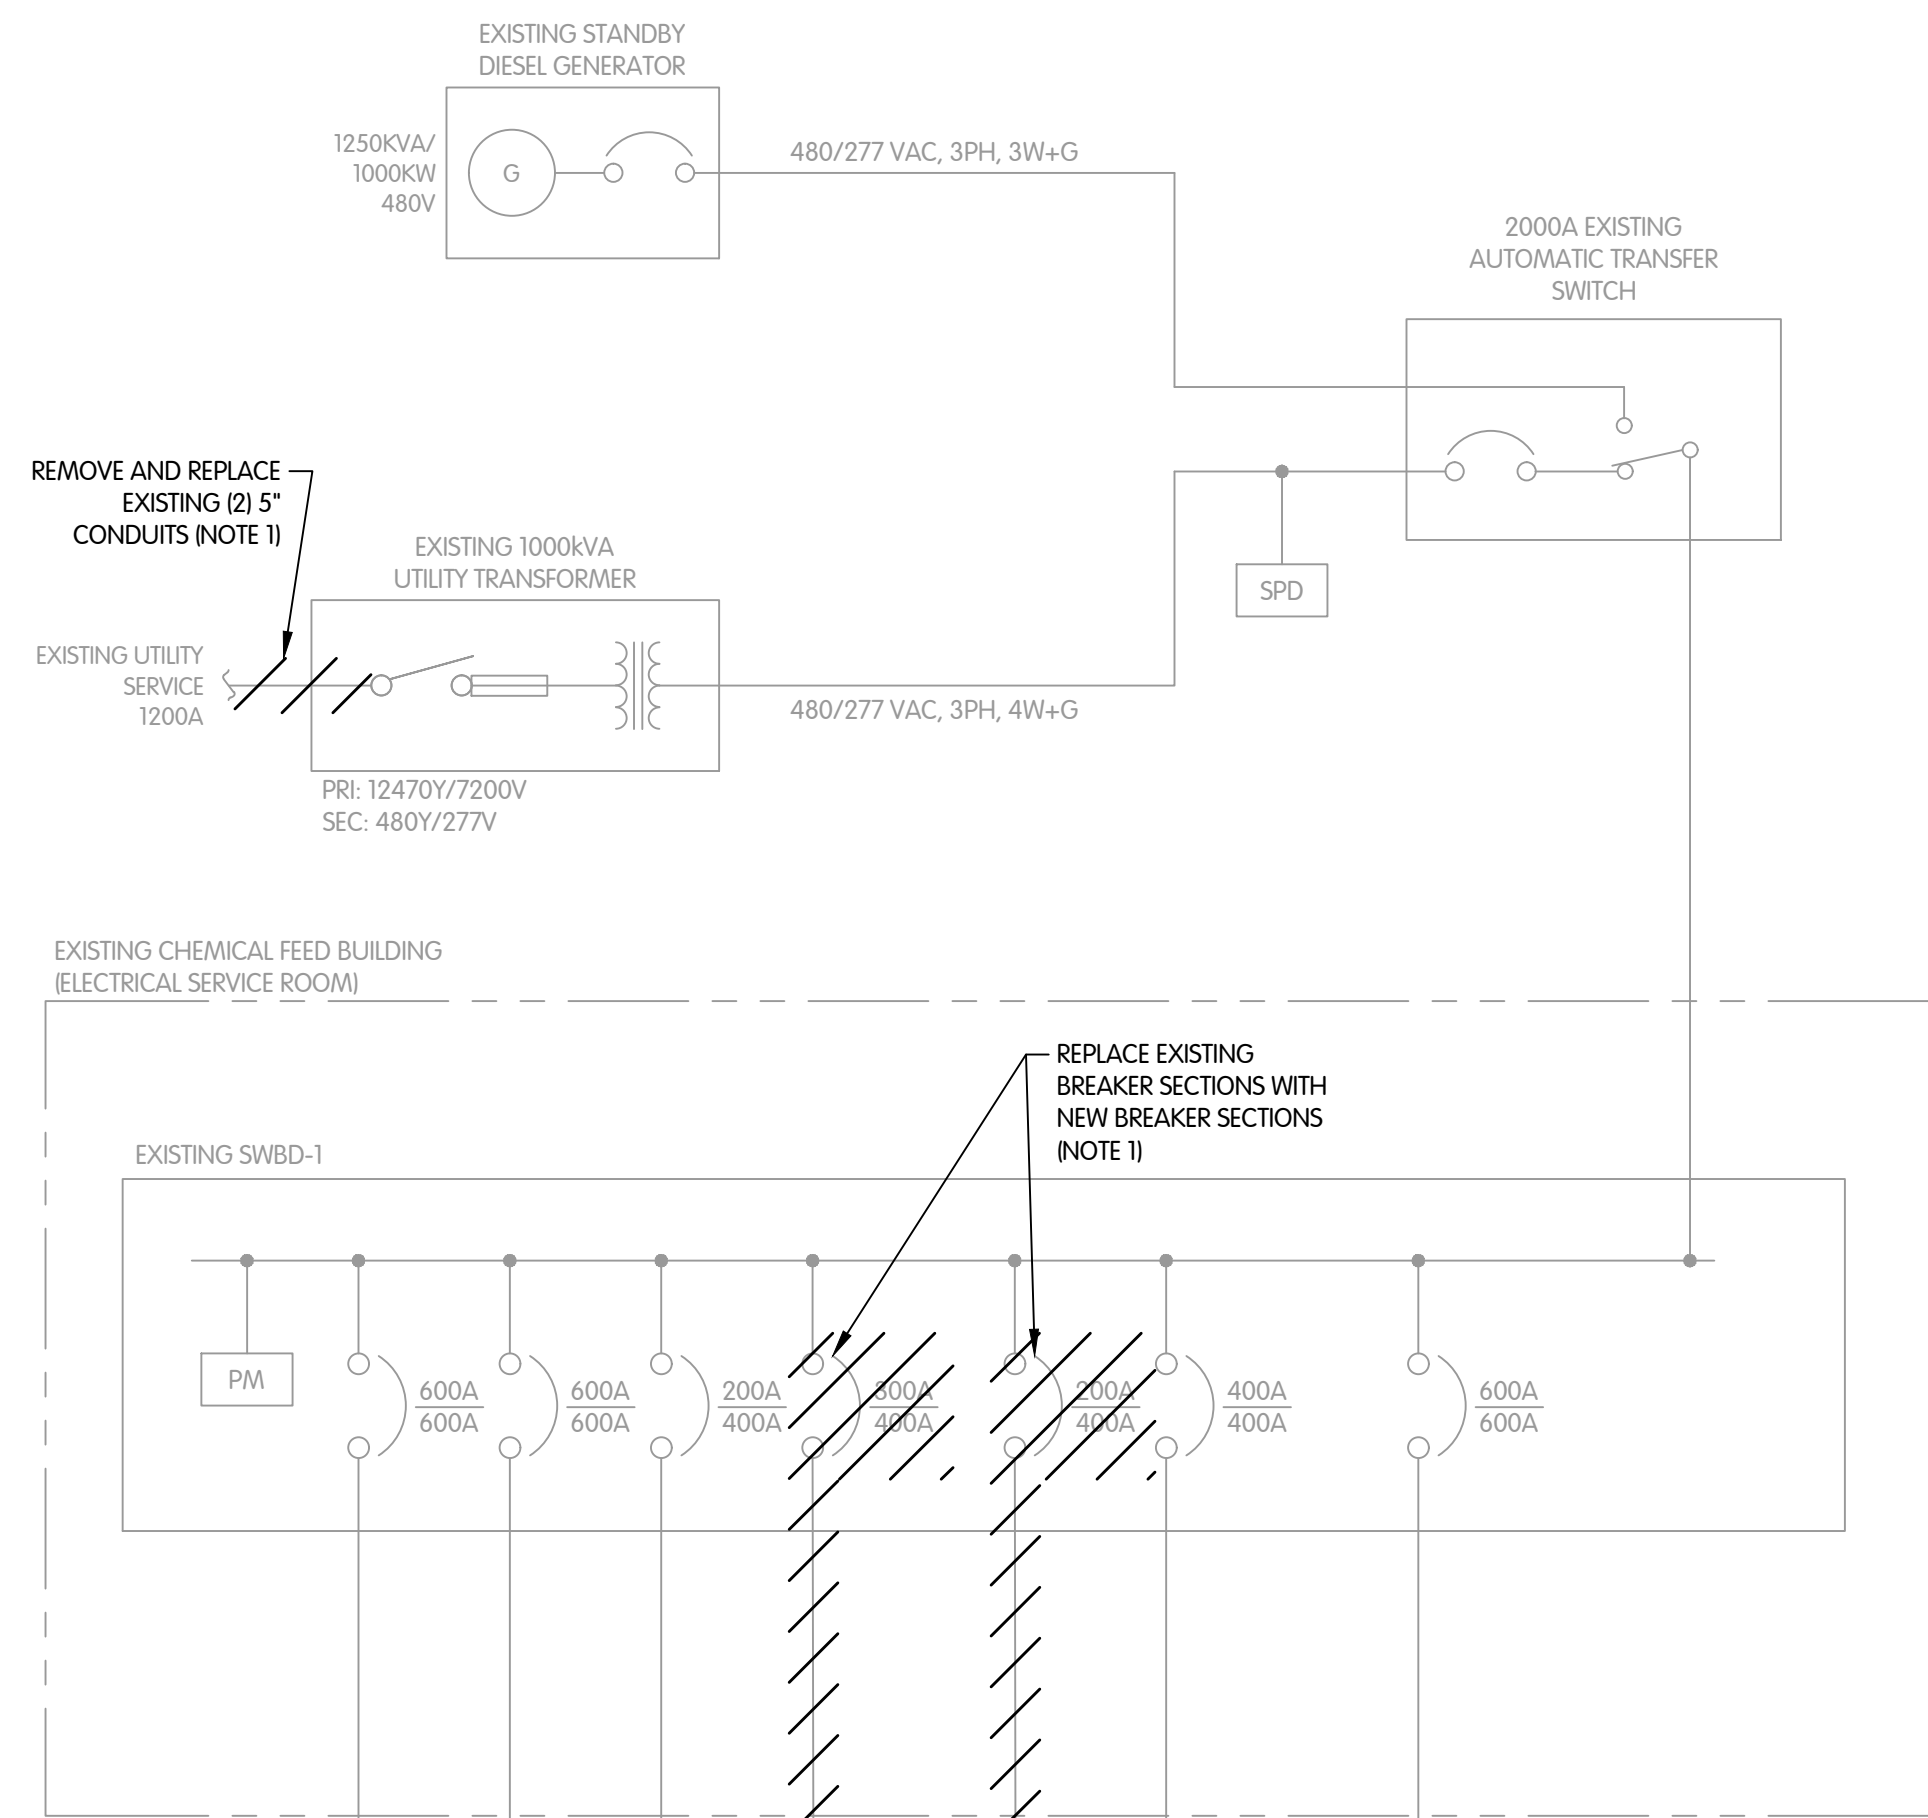 EXISTING STANDBY
DIESEL GENERATOR
1250KVA/
1000KW
480V
G
480/277 VAC, 3PH, 3W+G
2000A EXISTING
AUTOMATIC TRANSFER
SWITCH
REMOVE AND REPLACE
EXISTING (2) 5"
CONDUITS (NOTE 1)
EXISTING 1000kVA
UTILITY TRANSFORMER
SPD
EXISTING UTILITY
SERVICE
1200A
480/277 VAC, 3PH, 4W+G
PRI: 12470Y/7200V
SEC: 480Y/277V
EXISTING CHEMICAL FEED BUILDING
(ELECTRICAL SERVICE ROOM)
REPLACE EXISTING
BREAKER SECTIONS WITH
NEW BREAKER SECTIONS
(NOTE 1)
EXISTING SWBD-1
PM
600A
600A
600A
600A
200A
400A
300A
400A
200A
400A
400A
400A
600A
600A